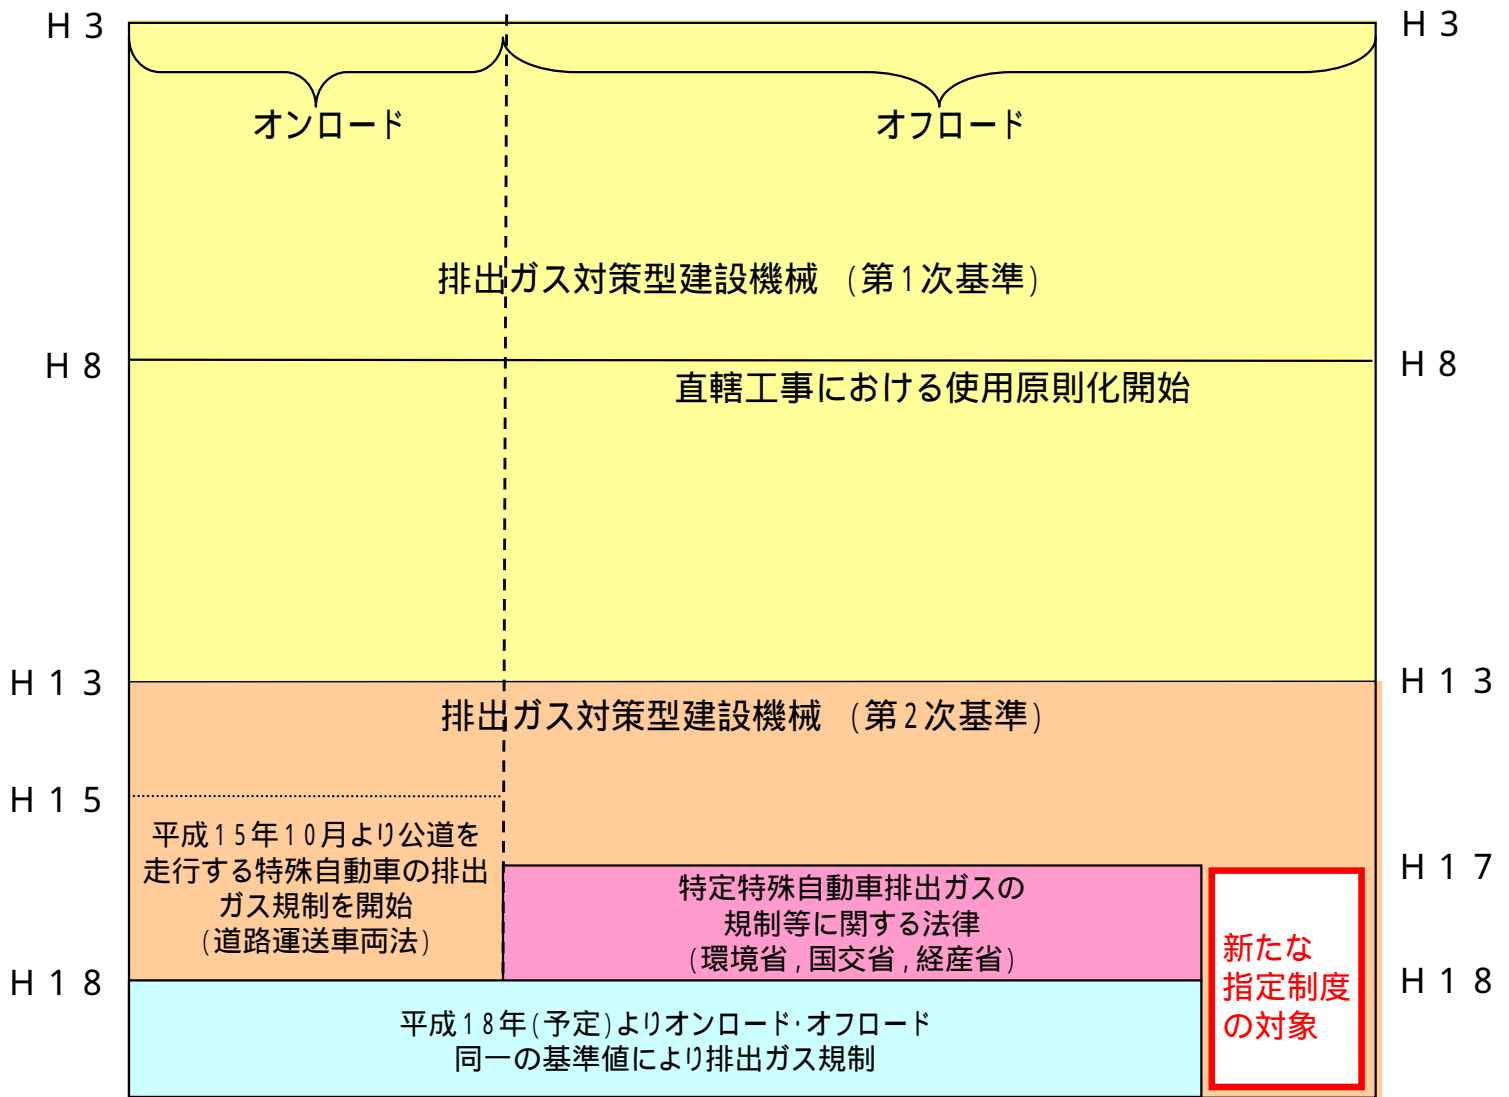 H3
H3
オンロード
オフロード
排出ガス対策型建設機械 (第1次基準)
H8
H8
直轄工事における使用原則化開始
H13
H13
排出ガス対策型建設機械 (第2次基準)
H15
平成15年10月より公道を
走行する特殊自動車の排出
ガス規制を開始
(道路運送車両法)
H17
特定特殊自動車排出ガスの
規制等に関する法律
(環境省,国交省,経産省)
新たな
指定制度
の対象
H18
H18
平成18年(予定)よりオンロード・オフロード
同一の基準値により排出ガス規制